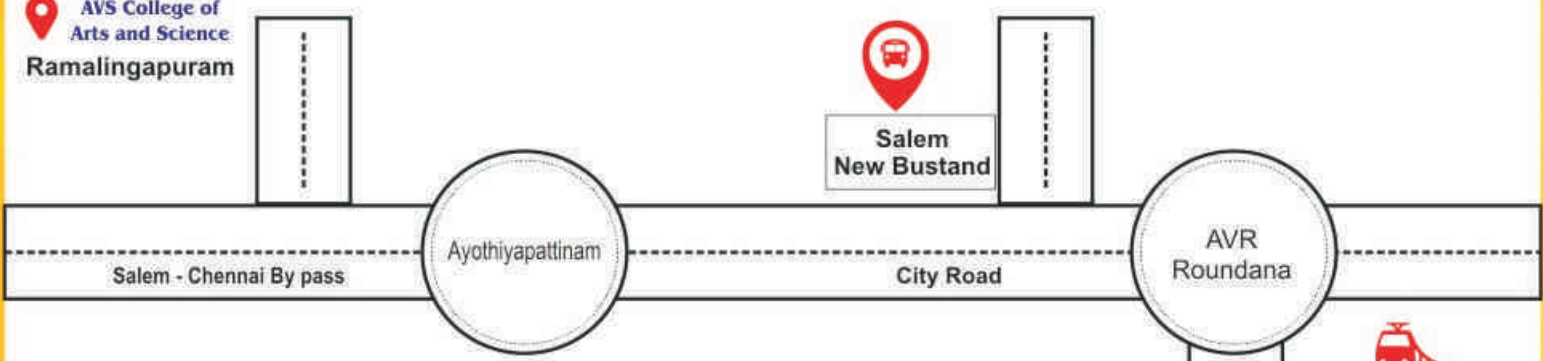 AVS College of
Arts and Science
Ramalingapuram
Salem
New Bustand
Ayothiyapattinam
AVR
Roundana
Salem - Chennai By pass
City Road